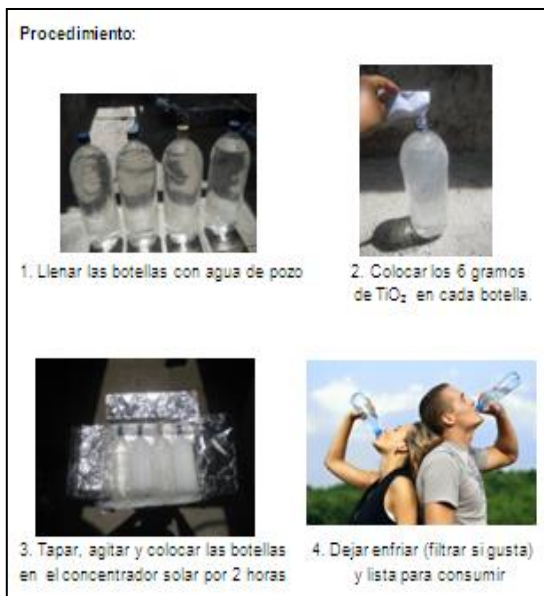 Procedimiento:
1. Llenar las botellas con agua de pozo
2. Colocar los 6 gramos
de TiO₂ en cada botella.
3. Tapar, agitar y colocar las botellas
en el concentrador solar por 2 horas
4. Dejar enfriar (filtrar si gusta)
y lista para consumir